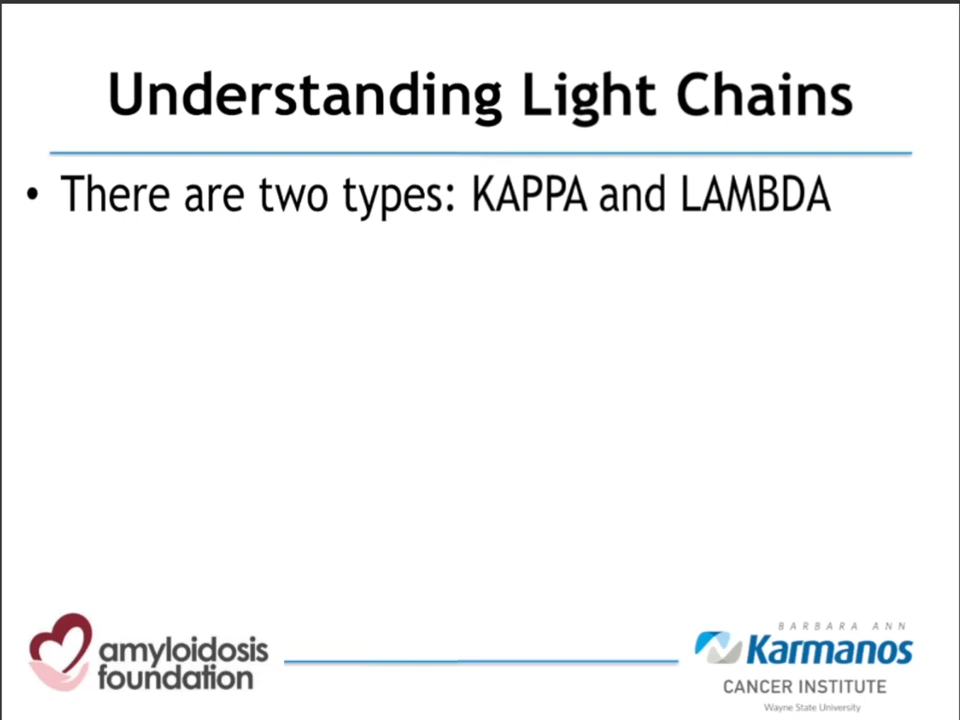 Understanding Light Chains
• There are two types: KAPPA and LAMBDA
amyloidosis
foundation
BARBARA ANN
Karmanos
CANCER INSTITUTE
Wayne State University